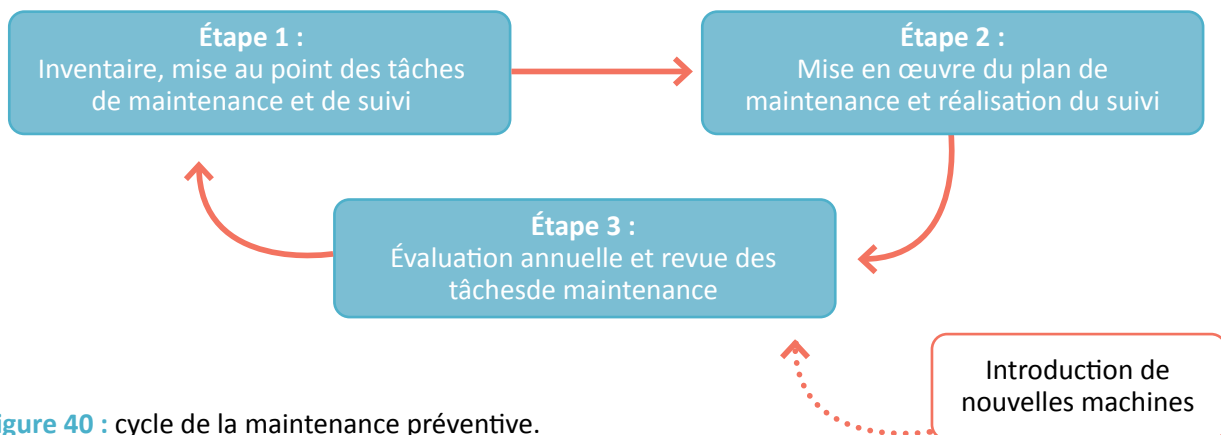 Étape 1 :
Inventaire, mise au point des tâches
de maintenance et de suivi
Étape 2 :
Mise en œuvre du plan de
maintenance et réalisation du suivi
Étape 3 :
Évaluation annuelle et revue des
tâchesde maintenance
Introduction de
nouvelles machines
igure 40 : cycle de la maintenance préventive.